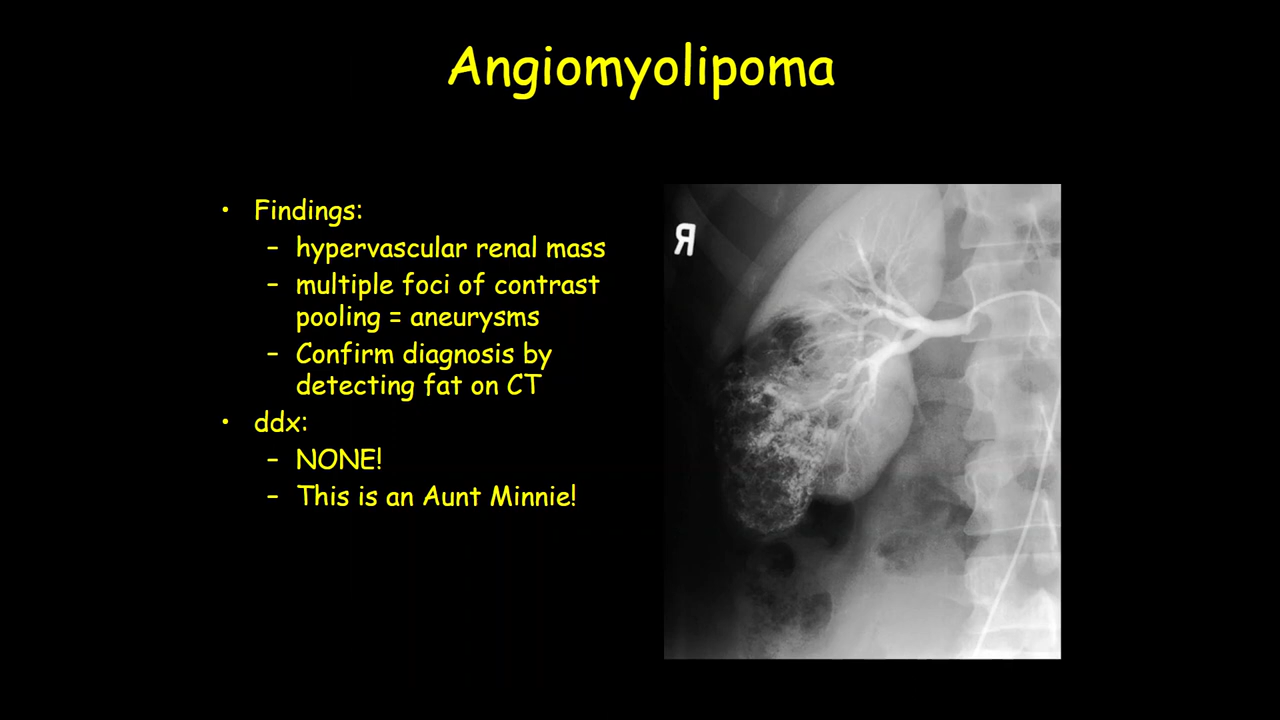 Angiomyolipoma
• Findings:
– hypervascular renal mass
– multiple foci of contrast
pooling = aneurysms
– Confirm diagnosis by
detecting fat on CT
• ddx:
– NONE!
– This is an Aunt Minnie!
Я